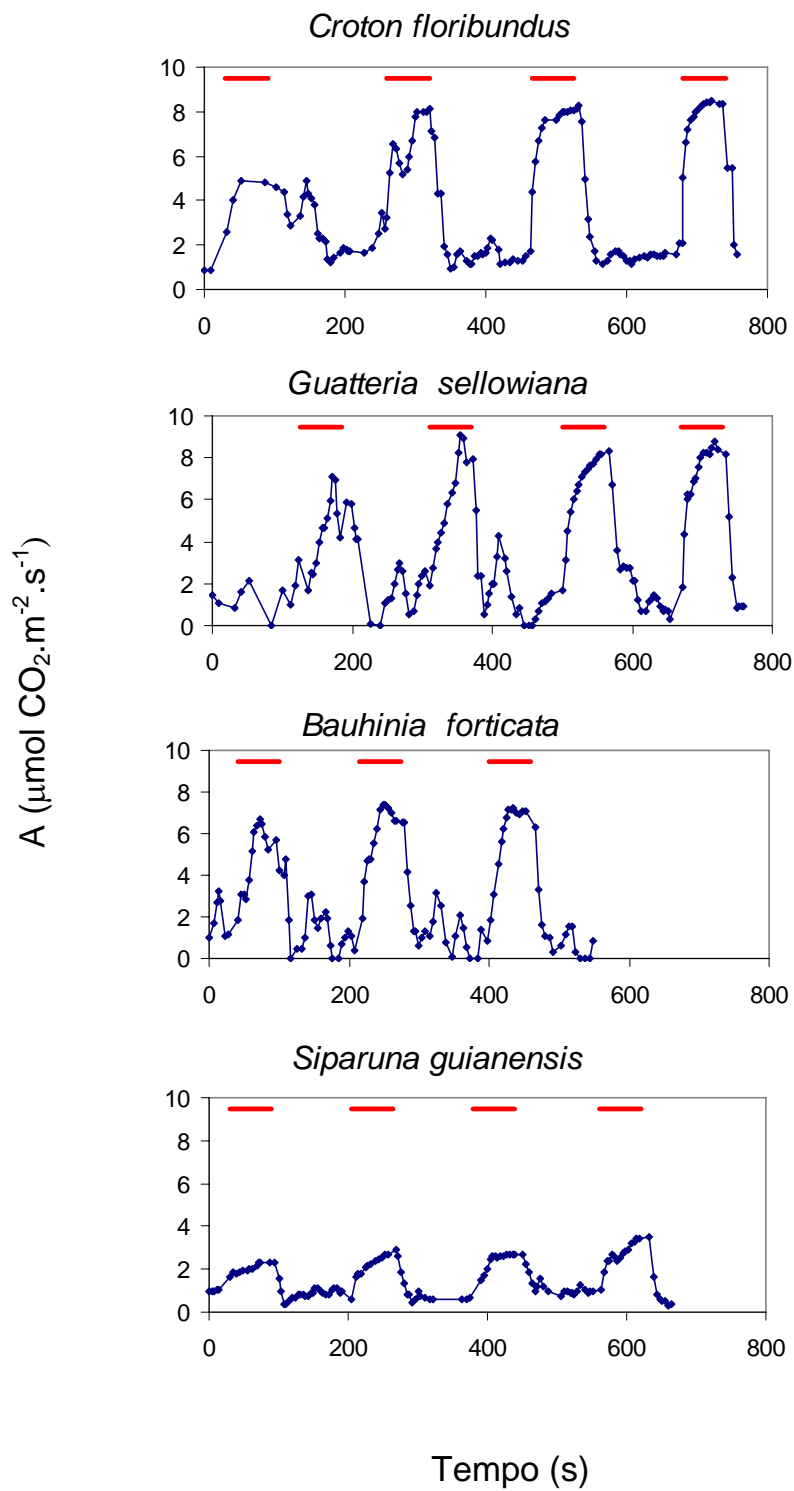 Croton floribundus
10
8
6
4
2
0
0 200 400 600 800
Guatteria sellowiana
10
8
6
4
2
0
0 200 400 600 800
A (μmol CO₂.m⁻².s⁻¹)
Bauhinia forticata
10
8
6
4
2
0
0 200 400 600 800
Siparuna guianensis
10
8
6
4
2
0
0 200 400 600 800
Tempo (s)